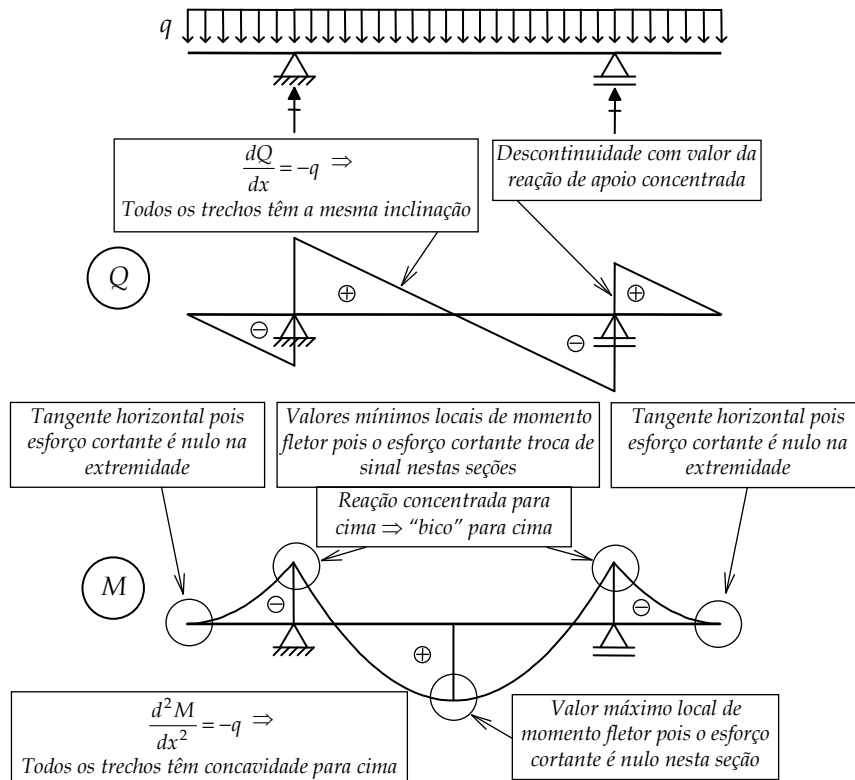 q
dQ/dx = −q ⇒
Todos os trechos têm a mesma inclinação
Descontinuidade com valor da
reação de apoio concentrada
Q
⊕
⊕
⊖
⊖
Tangente horizontal pois
esforço cortante é nulo na
extremidade
Valores mínimos locais de momento
fletor pois o esforço cortante troca de
sinal nestas seções
Tangente horizontal pois
esforço cortante é nulo na
extremidade
Reação concentrada para
cima ⇒ “bico” para cima
M
⊖
⊖
⊕
d²M/dx² = −q ⇒
Todos os trechos têm concavidade para cima
Valor máximo local de
momento fletor pois o esforço
cortante é nulo nesta seção